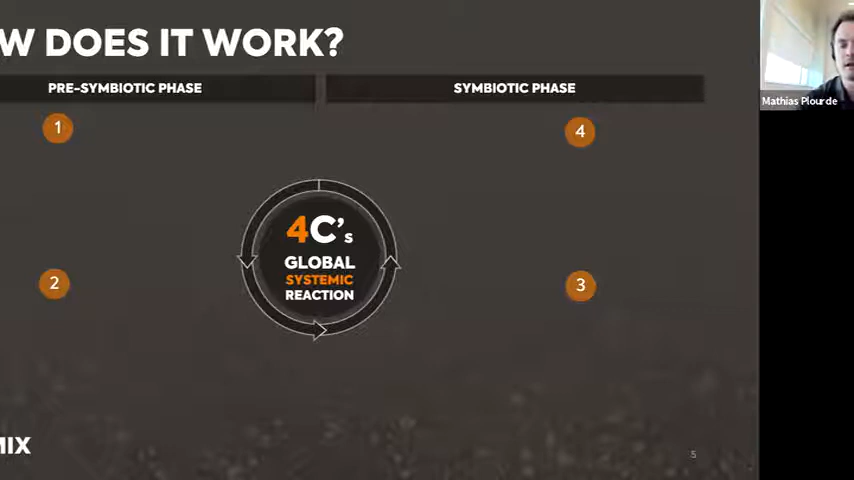 W DOES IT WORK?
PRE-SYMBIOTIC PHASE
SYMBIOTIC PHASE
Mathias Plourde
1
4
4C's
GLOBAL
SYSTEMIC
REACTION
2
3
MIX
5